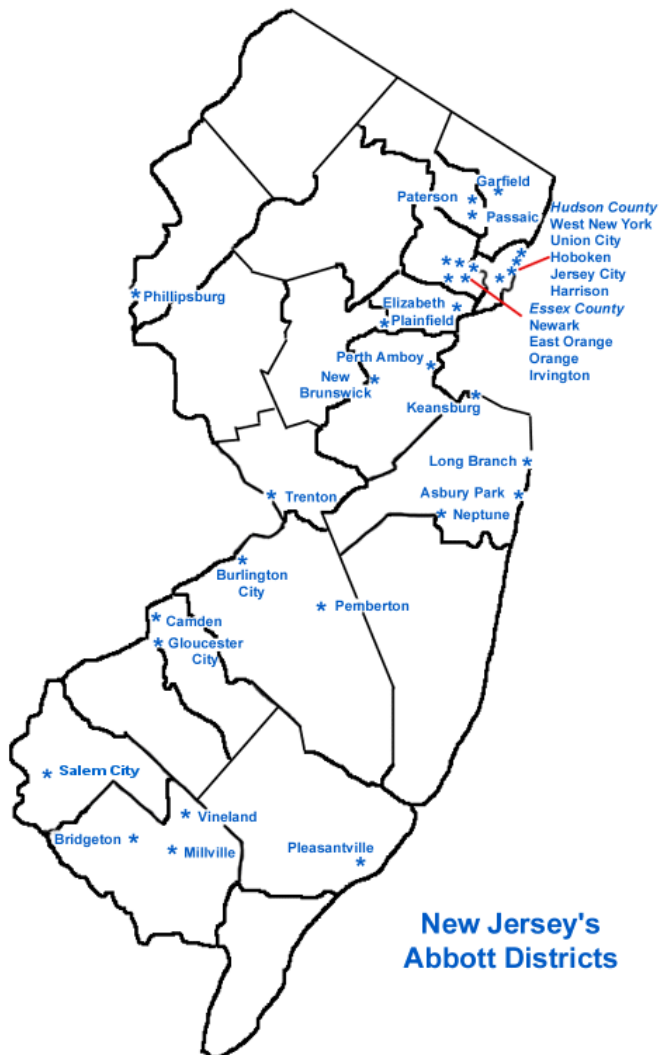 Garfield
Paterson
Passaic
Hudson County
West New York
Union City
Hoboken
Jersey City
Harrison
Essex County
Newark
East Orange
Orange
Irvington
Phillipsburg
Elizabeth
Plainfield
Perth Amboy
New
Brunswick
Keansburg
Long Branch
Asbury Park
Neptune
Trenton
Burlington
City
Pemberton
Camden
Gloucester
City
Salem City
Vineland
Bridgeton
Millville
Pleasantville
New Jersey's
Abbott Districts